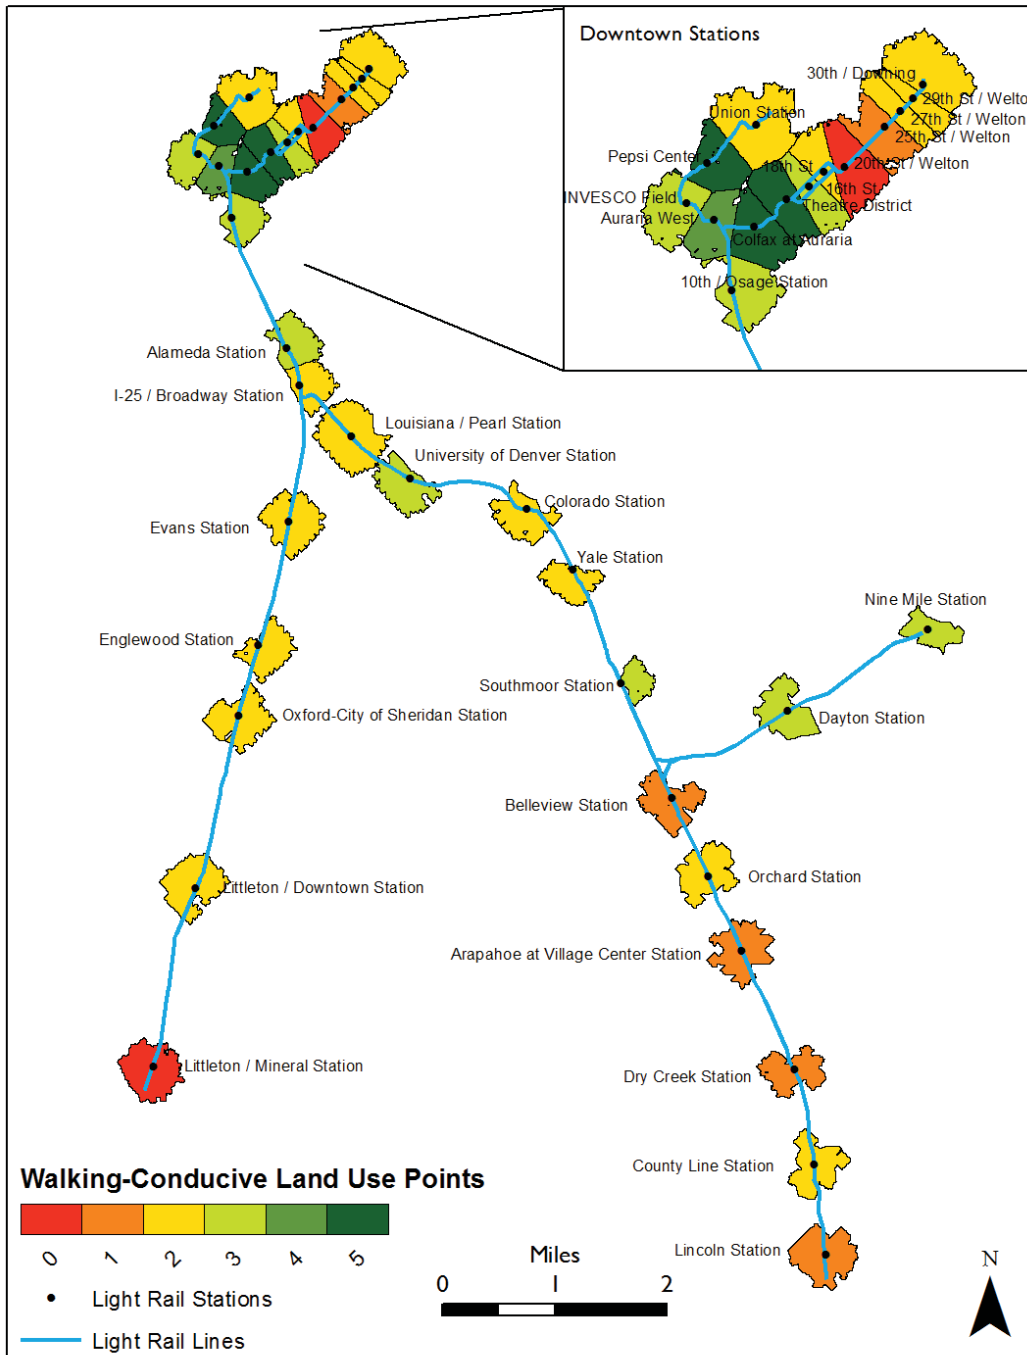 Downtown Stations
30th / Downing
29th St / Welton
Union Station
27th St / Welton
25th St / Welton
Pepsi Center
18th St
20th St / Welton
16th St
INVESCO Field
Theatre District
Auraria West
Colfax at Auraria
10th / Osage Station
Alameda Station
I-25 / Broadway Station
Louisiana / Pearl Station
University of Denver Station
Colorado Station
Evans Station
Yale Station
Nine Mile Station
Englewood Station
Southmoor Station
Oxford-City of Sheridan Station
Dayton Station
Belleview Station
Orchard Station
Littleton / Downtown Station
Arapahoe at Village Center Station
Littleton / Mineral Station
Dry Creek Station
County Line Station
Walking-Conducive Land Use Points
0 1 2 3 4 5
Lincoln Station
Miles
0 1 2
N
Light Rail Stations
Light Rail Lines